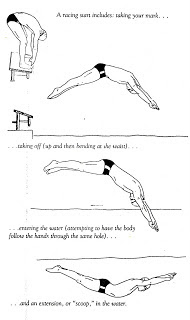 A racing start includes: taking your mark. . .
. . .taking off (up and then bending at the waist). . .
. . .entering the water (attempting to have the body
follow the hands through the same hole). . .
. . .and an extension, or "scoop," in the water.